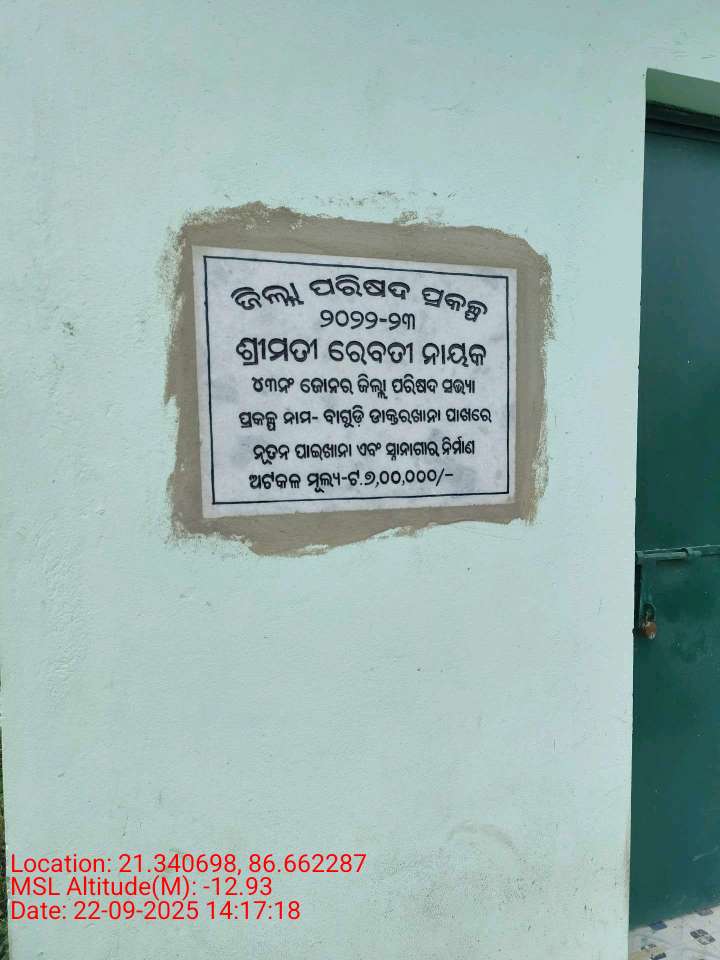 ଜିଲ୍ଲା ପରିଷଦ ପ୍ରକଳ୍ପ
୨୦୨୨-୨୩
ଶ୍ରୀମତୀ ରେବତୀ ନାୟକ
୪୩ନଂ ଜୋନର ଜିଲ୍ଲା ପରିଷଦ ସଭ୍ୟା
ପ୍ରକଳ୍ପ ନାମ- ବାଗୁଡ଼ି ଡାକ୍ତରଖାନା ପାଖରେ
ନୂତନ ପାଇଖାନା ଏବଂ ସ୍ନାନାଗାର ନିର୍ମାଣ
ଅଟକଳ ମୂଲ୍ୟ-ଟ.୭,୦୦,୦୦୦/-
Location: 21.340698, 86.662287
MSL Altitude(M): -12.93
Date: 22-09-2025 14:17:18